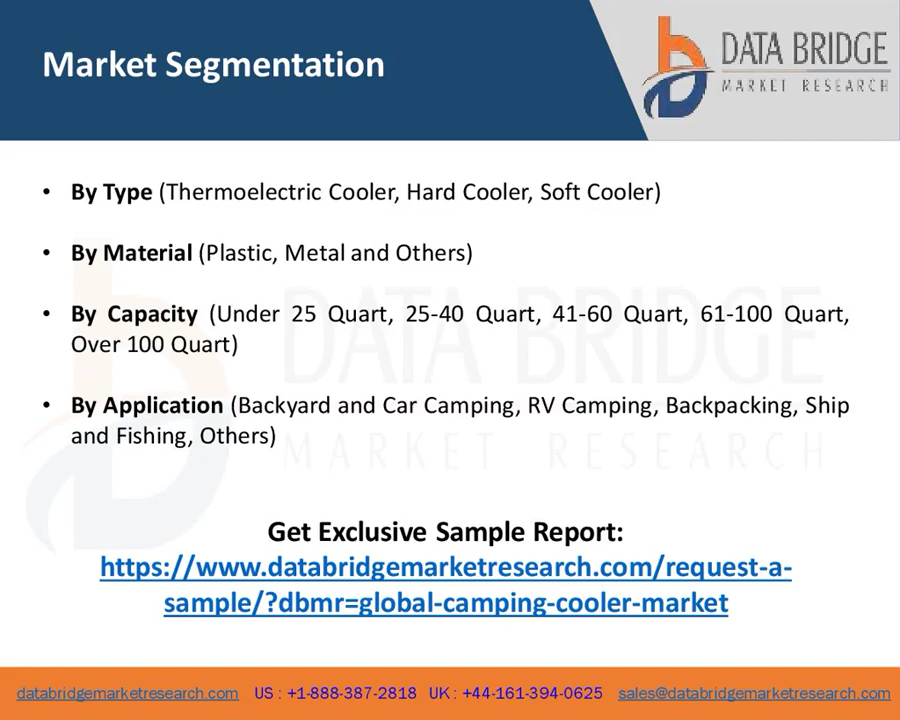 Market Segmentation
DATA BRIDGE
MARKET RESEARCH
• By Type (Thermoelectric Cooler, Hard Cooler, Soft Cooler)
• By Material (Plastic, Metal and Others)
• By Capacity (Under 25 Quart, 25-40 Quart, 41-60 Quart, 61-100 Quart,
Over 100 Quart)
• By Application (Backyard and Car Camping, RV Camping, Backpacking, Ship
and Fishing, Others)
DATA BRIDGE
MARKET RESEARCH
Get Exclusive Sample Report:
https://www.databridgemarketresearch.com/request-a-
sample/?dbmr=global-camping-cooler-market
databridgemarketresearch.com US : +1-888-387-2818 UK : +44-161-394-0625 sales@databridgemarketresearch.com